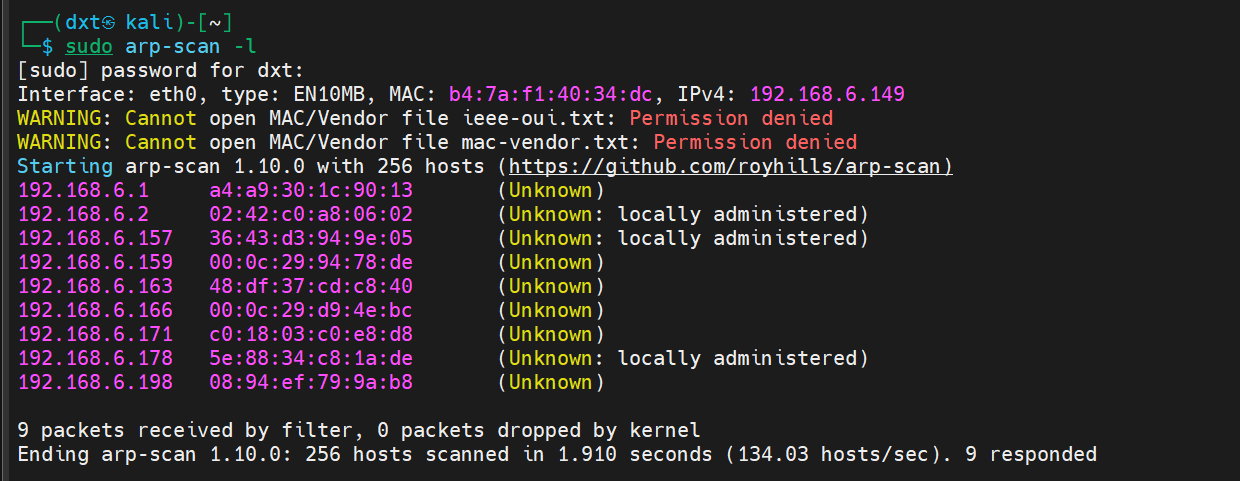 ┌──(dxt㉿ kali)-[~]
└─$ sudo arp-scan -l
[sudo] password for dxt:
Interface: eth0, type: EN10MB, MAC: b4:7a:f1:40:34:dc, IPv4: 192.168.6.149
WARNING: Cannot open MAC/Vendor file ieee-oui.txt: Permission denied
WARNING: Cannot open MAC/Vendor file mac-vendor.txt: Permission denied
Starting arp-scan 1.10.0 with 256 hosts (https://github.com/royhills/arp-scan)
192.168.6.1     a4:a9:30:1c:90:13       (Unknown)
192.168.6.2     02:42:c0:a8:06:02       (Unknown: locally administered)
192.168.6.157   36:43:d3:94:9e:05       (Unknown: locally administered)
192.168.6.159   00:0c:29:94:78:de       (Unknown)
192.168.6.163   48:df:37:cd:c8:40       (Unknown)
192.168.6.166   00:0c:29:d9:4e:bc       (Unknown)
192.168.6.171   c0:18:03:c0:e8:d8       (Unknown)
192.168.6.178   5e:88:34:c8:1a:de       (Unknown: locally administered)
192.168.6.198   08:94:ef:79:9a:b8       (Unknown)
9 packets received by filter, 0 packets dropped by kernel
Ending arp-scan 1.10.0: 256 hosts scanned in 1.910 seconds (134.03 hosts/sec). 9 responded